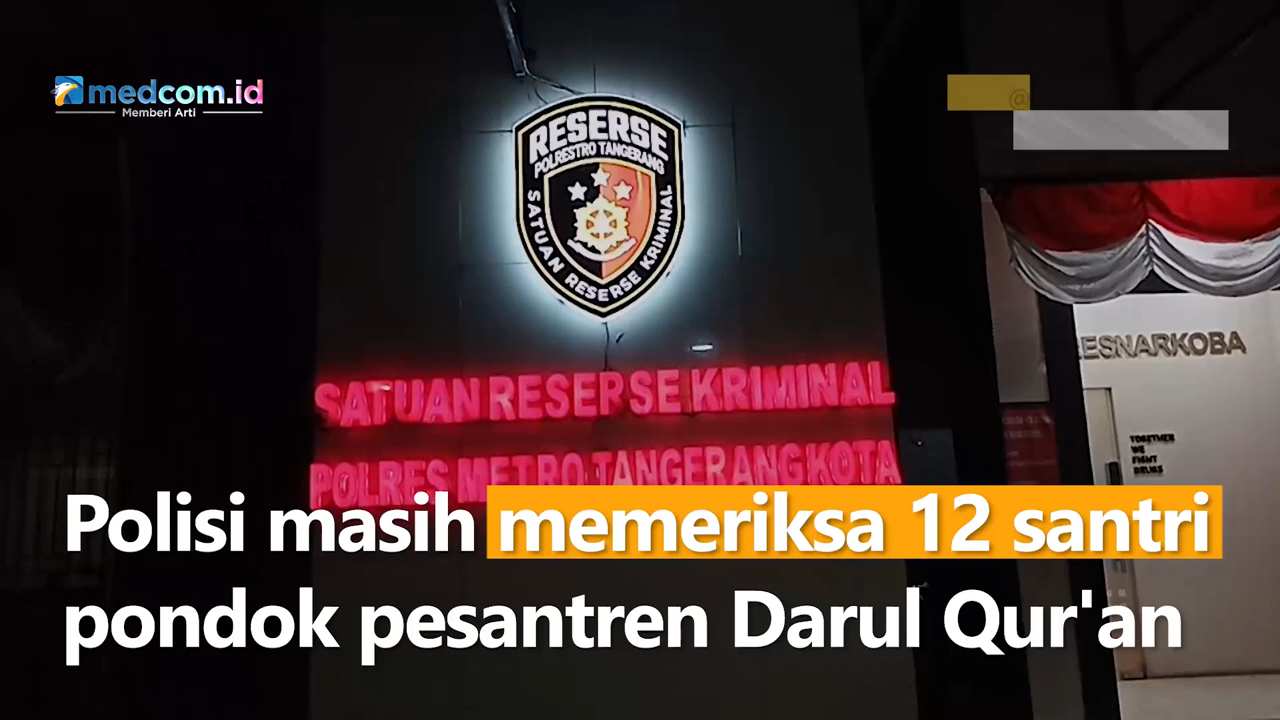 medcom.id
Memberi Arti
RESERSE
POLRESTRO TANGERANG
SATUAN RESERSE KRIMINAL
SATUAN RESERSE KRIMINAL
POLRES METRO TANGERANG KOTA
ESNARKOBA
TOGETHER
WE
FIGHT
DRUGS
Polisi masih memeriksa 12 santri
pondok pesantren Darul Qur'an